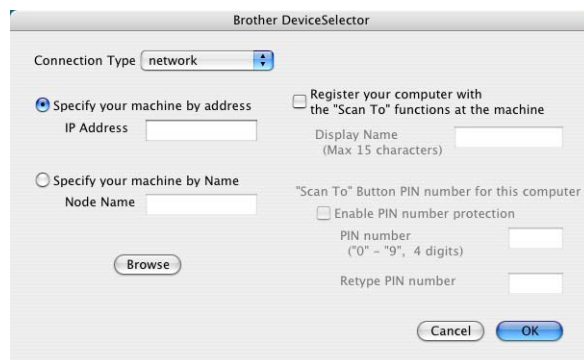 Brother DeviceSelector
Connection Type
network
Specify your machine by address
IP Address
Specify your machine by Name
Node Name
Browse
Register your computer with
the "Scan To" functions at the machine
Display Name
(Max 15 characters)
"Scan To" Button PIN number for this computer
Enable PIN number protection
PIN number
("0" - "9", 4 digits)
Retype PIN number
Cancel
OK